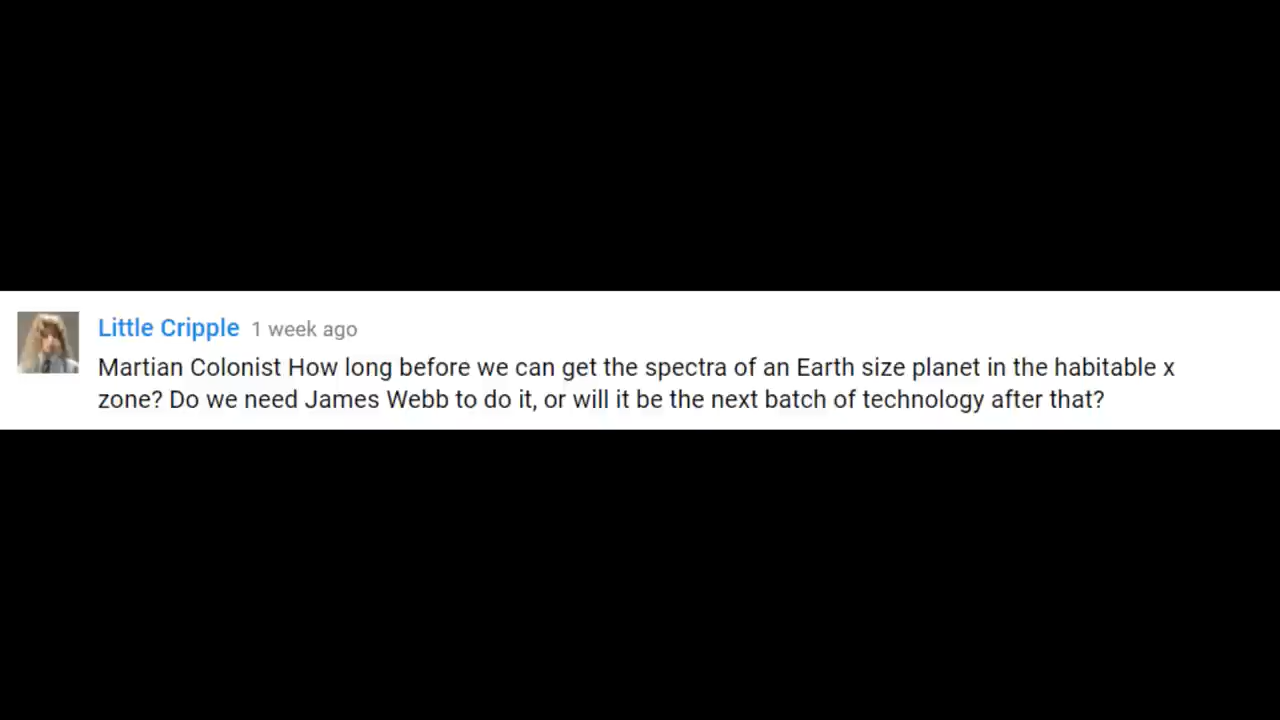 Little Cripple 1 week ago
Martian Colonist How long before we can get the spectra of an Earth size planet in the habitable x
zone? Do we need James Webb to do it, or will it be the next batch of technology after that?